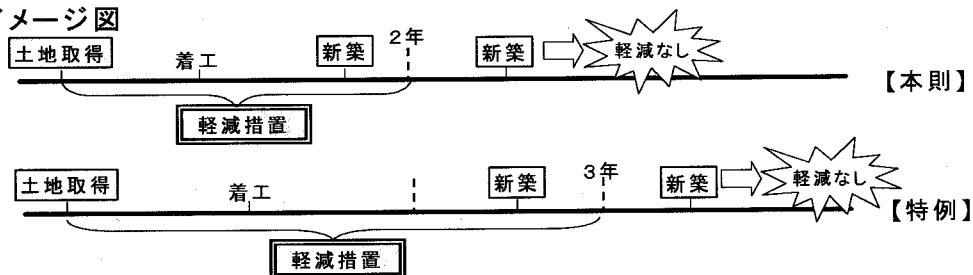 イメージ図
土地取得 着工 新築 2年 新築 軽減なし
【本則】
軽減措置
土地取得 着工 新築 3年 新築 軽減なし
【特例】
軽減措置